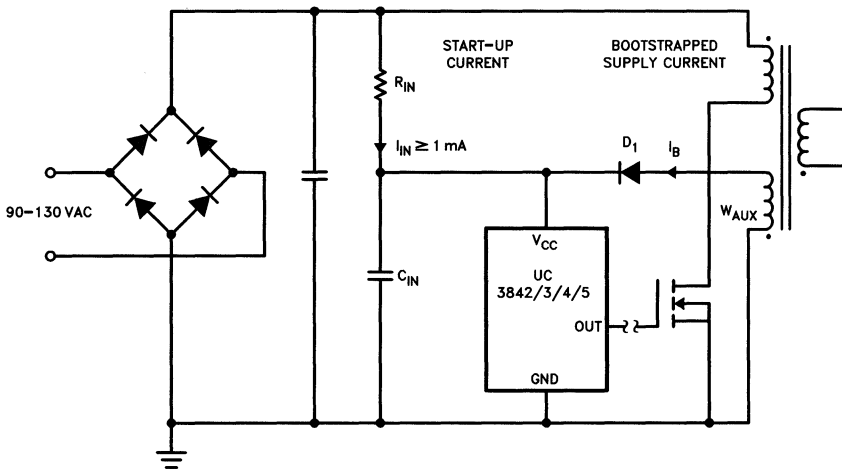 START-UP
CURRENT
BOOTSTRAPPED
SUPPLY CURRENT
R_IN
I_IN ≥ 1 mA
D_1
I_B
90-130 VAC
W_AUX
V_CC
UC
3842/3/4/5
C_IN
OUT
GND